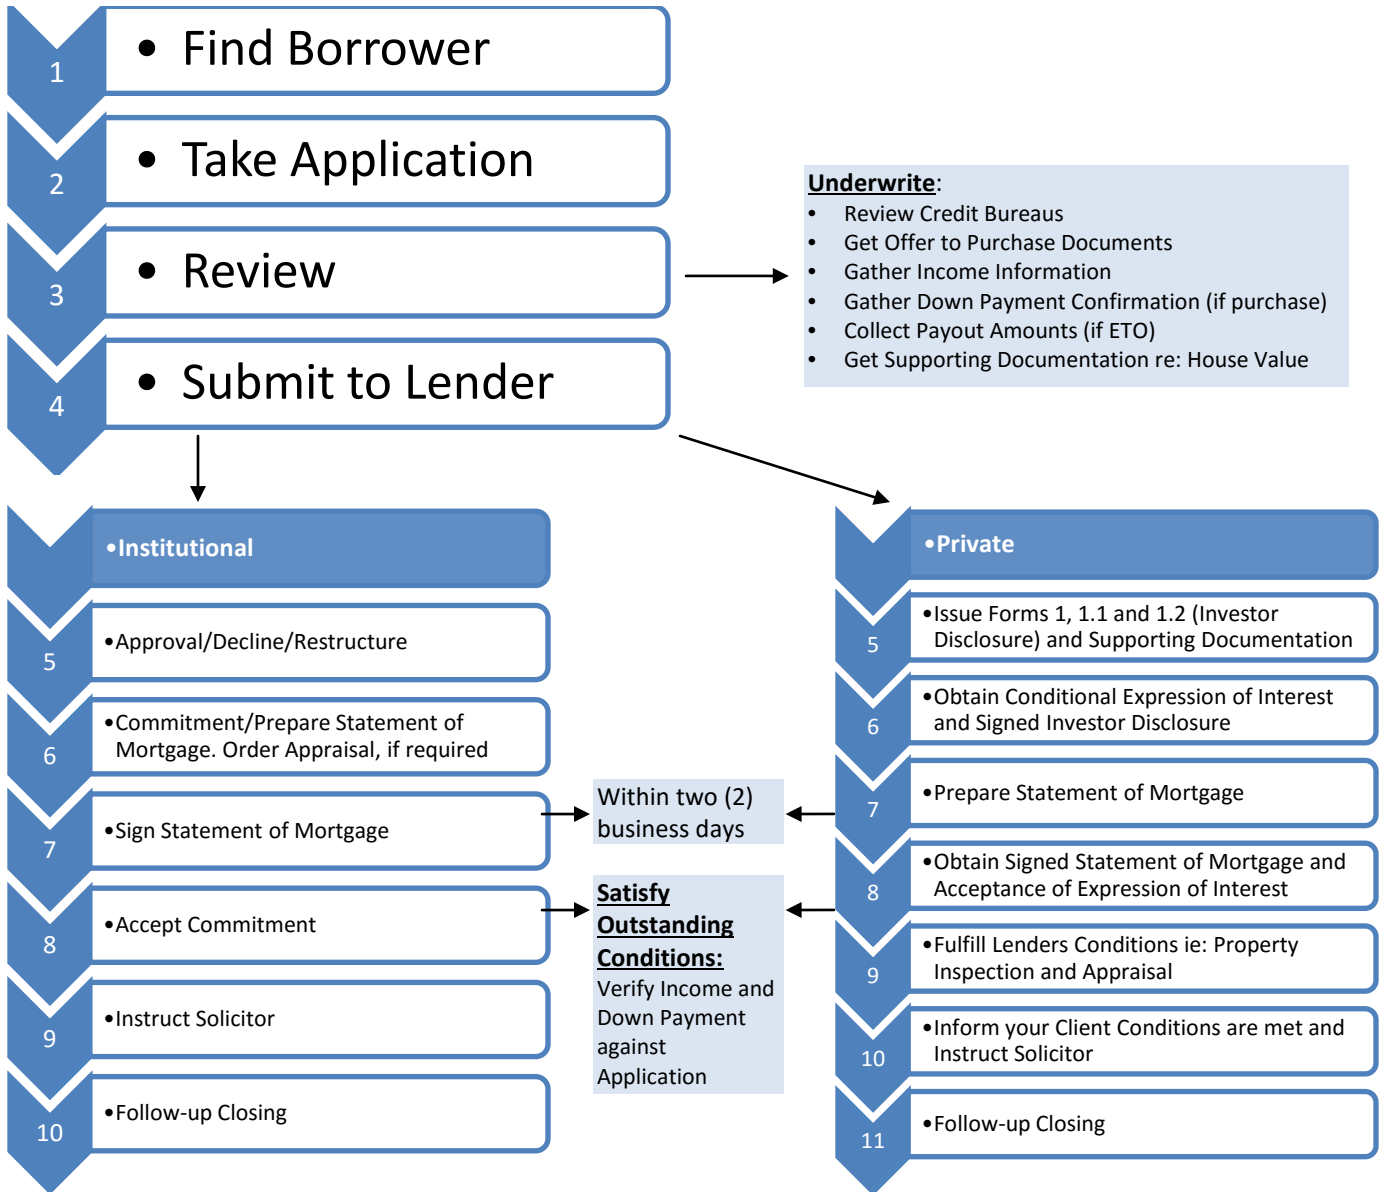 1
• Find Borrower
2
• Take Application
3
• Review
4
• Submit to Lender
Underwrite:
• Review Credit Bureaus
• Get Offer to Purchase Documents
• Gather Income Information
• Gather Down Payment Confirmation (if purchase)
• Collect Payout Amounts (if ETO)
• Get Supporting Documentation re: House Value
•Institutional
5
•Approval/Decline/Restructure
6
•Commitment/Prepare Statement of
Mortgage. Order Appraisal, if required
7
•Sign Statement of Mortgage
8
•Accept Commitment
9
•Instruct Solicitor
10
•Follow-up Closing
Within two (2)
business days
Satisfy
Outstanding
Conditions:
Verify Income and
Down Payment
against
Application
•Private
5
•Issue Forms 1, 1.1 and 1.2 (Investor
Disclosure) and Supporting Documentation
6
•Obtain Conditional Expression of Interest
and Signed Investor Disclosure
7
•Prepare Statement of Mortgage
8
•Obtain Signed Statement of Mortgage and
Acceptance of Expression of Interest
9
•Fulfill Lenders Conditions ie: Property
Inspection and Appraisal
10
•Inform your Client Conditions are met and
Instruct Solicitor
11
•Follow-up Closing